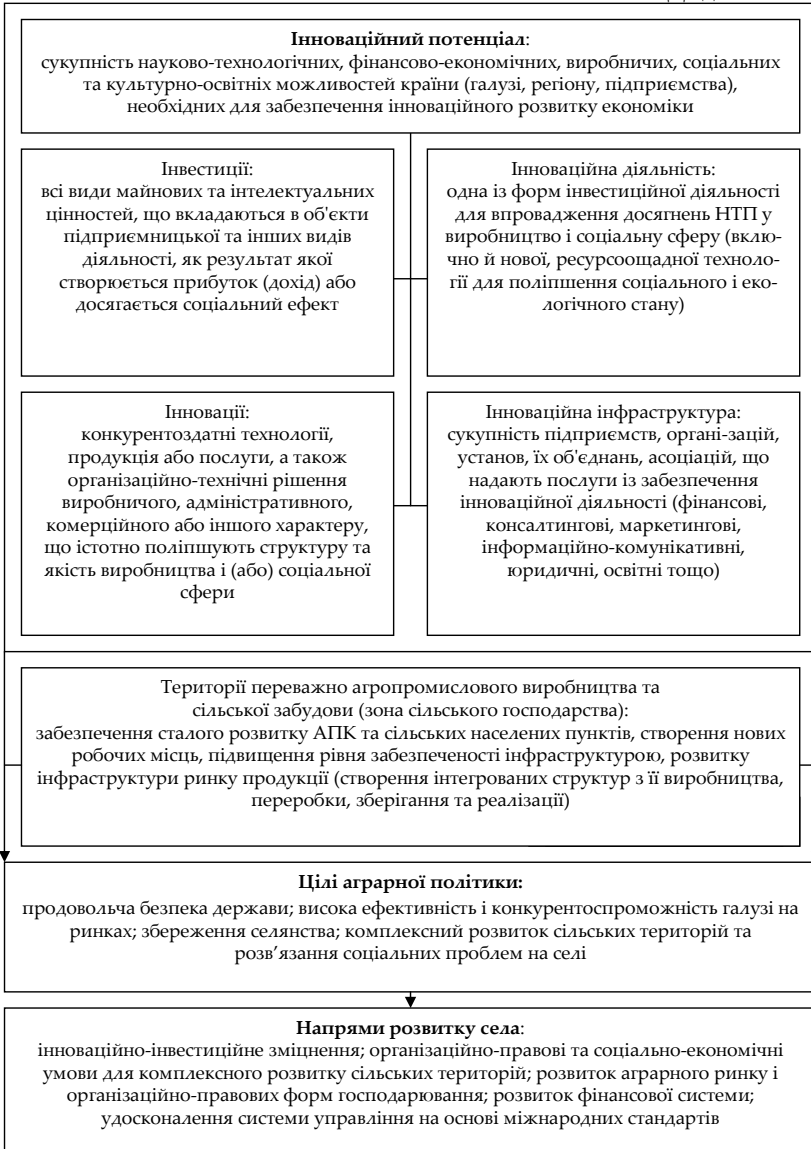 Інноваційний потенціал:
сукупність науково-технологічних, фінансово-економічних, виробничих, соціальних
та культурно-освітніх можливостей країни (галузі, регіону, підприємства),
необхідних для забезпечення інноваційного розвитку економіки
Інвестиції:
всі види майнових та інтелектуальних
цінностей, що вкладаються в об'єкти
підприємницької та інших видів
діяльності, як результат якої
створюється прибуток (дохід) або
досягається соціальний ефект
Інноваційна діяльність:
одна із форм інвестиційної діяльності
для впровадження досягнень НТП у
виробництво і соціальну сферу (вклю-
чно й нової, ресурсоощадної техноло-
гії для поліпшення соціального і еко-
логічного стану)
Інновації:
конкурентоздатні технології,
продукція або послуги, а також
організаційно-технічні рішення
виробничого, адміністративного,
комерційного або іншого характеру,
що істотно поліпшують структуру та
якість виробництва і (або) соціальної
сфери
Інноваційна інфраструктура:
сукупність підприємств, органі-зацій,
установ, їх об'єднань, асоціацій, що
надають послуги із забезпечення
інноваційної діяльності (фінансові,
консалтингові, маркетингові,
інформаційно-комунікативні,
юридичні, освітні тощо)
Території переважно агропромислового виробництва та
сільської забудови (зона сільського господарства):
забезпечення сталого розвитку АПК та сільських населених пунктів, створення нових
робочих місць, підвищення рівня забезпеченості інфраструктурою, розвитку
інфраструктури ринку продукції (створення інтегрованих структур з її виробництва,
переробки, зберігання та реалізації)
Цілі аграрної політики:
продовольча безпека держави; висока ефективність і конкурентоспроможність галузі на
ринках; збереження селянства; комплексний розвиток сільських територій та
розв’язання соціальних проблем на селі
Напрями розвитку села:
інноваційно-інвестиційне зміцнення; організаційно-правові та соціально-економічні
умови для комплексного розвитку сільських територій; розвиток аграрного ринку і
організаційно-правових форм господарювання; розвиток фінансової системи;
удосконалення системи управління на основі міжнародних стандартів